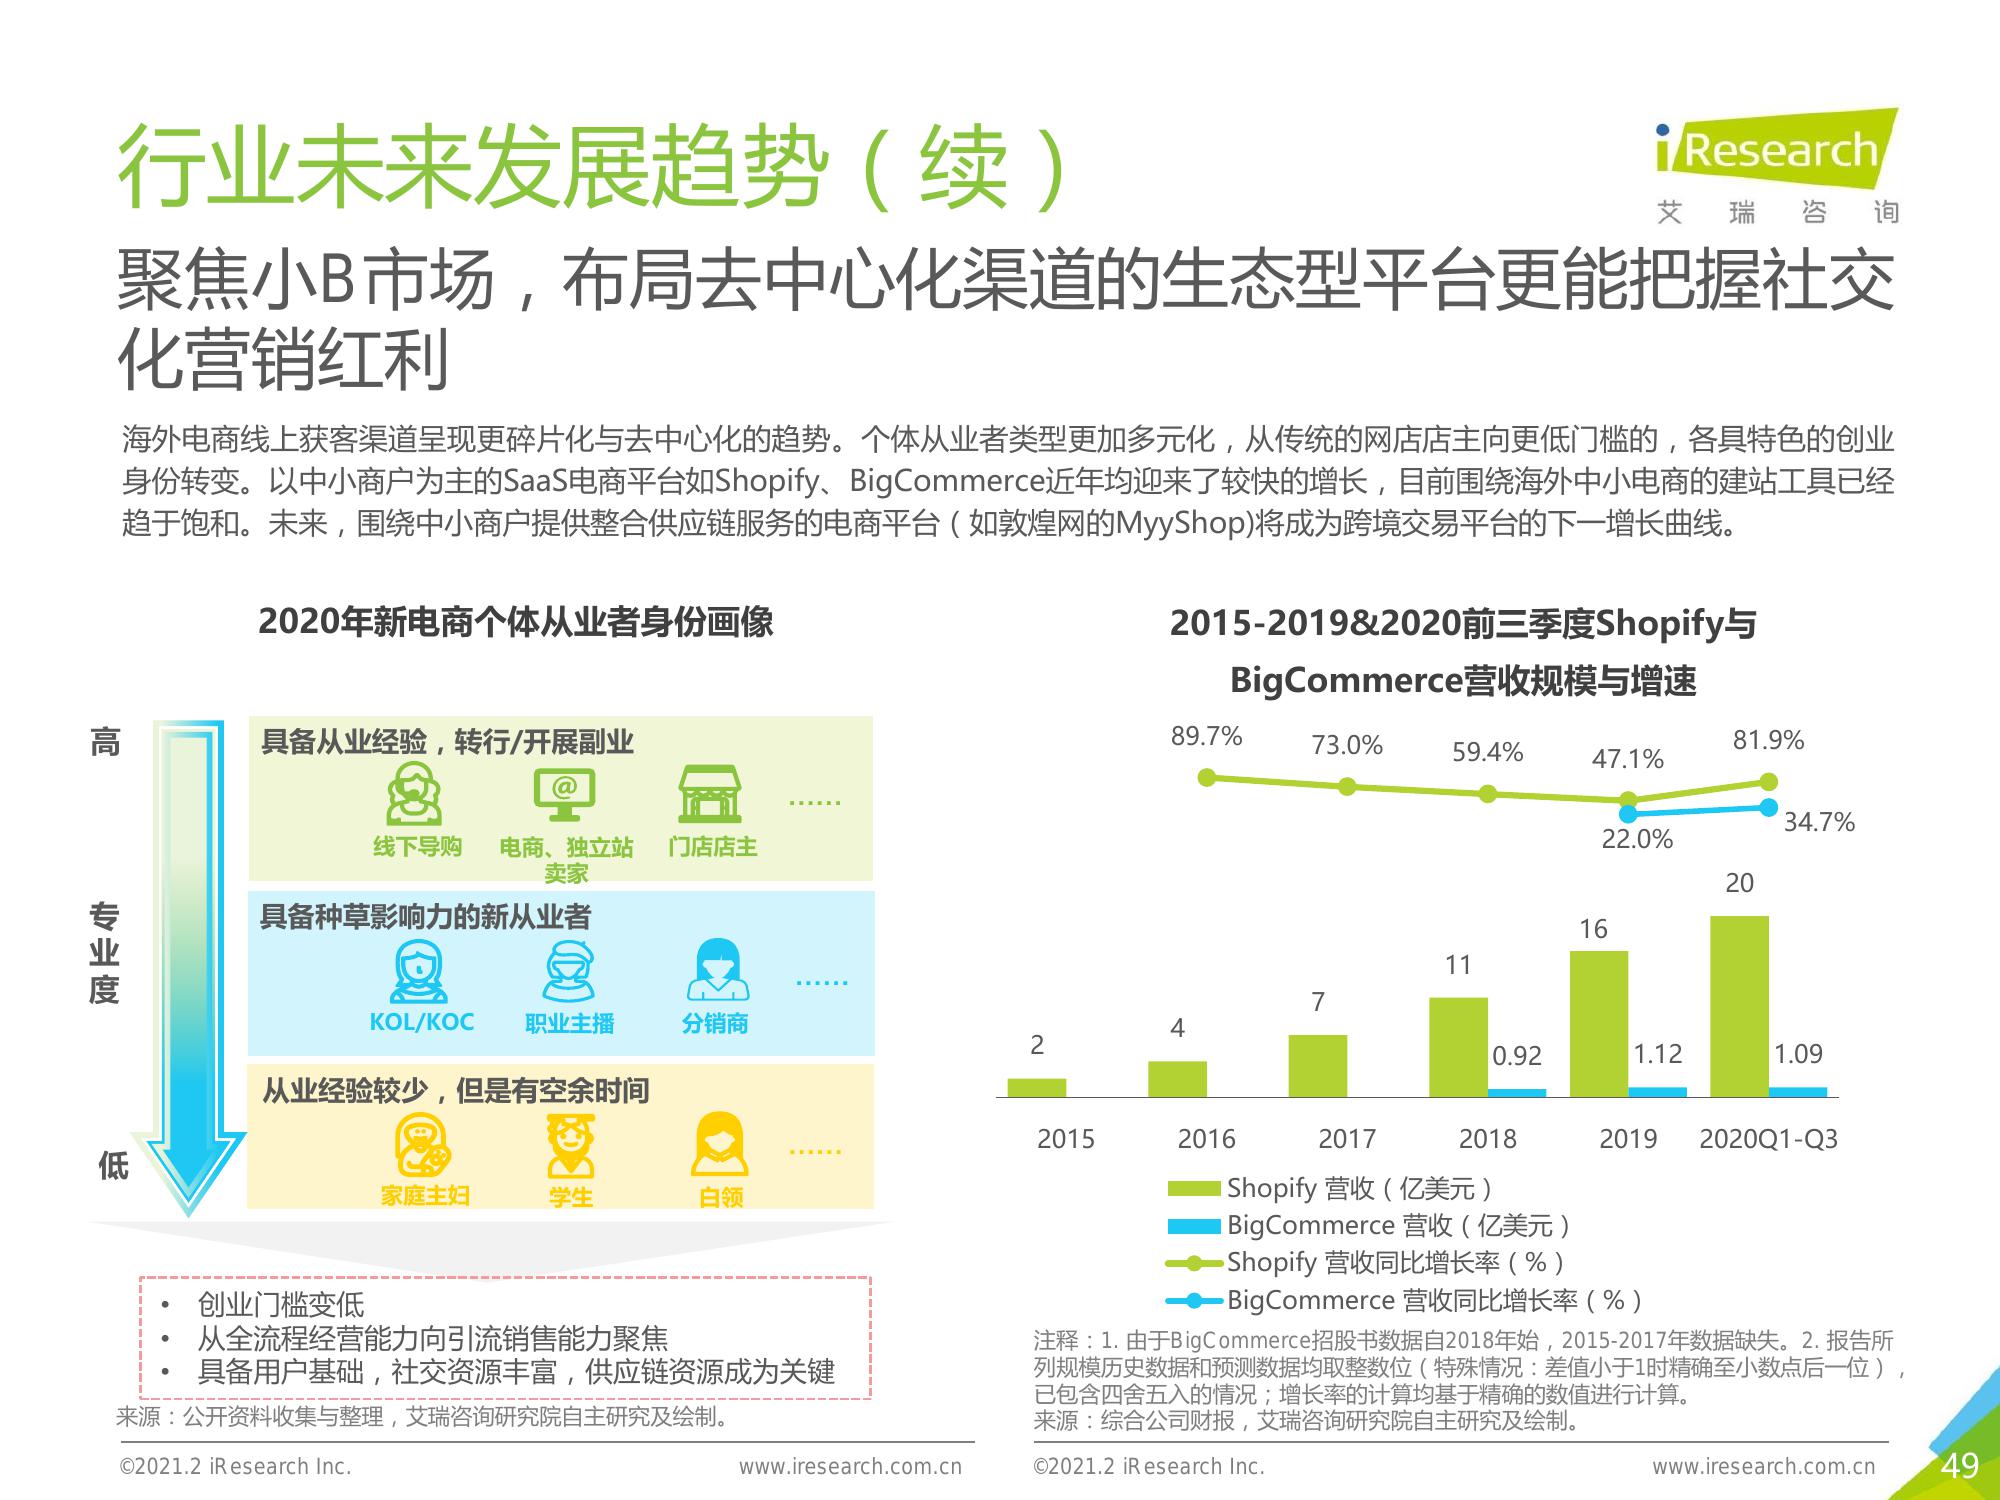 行业未来发展趋势（续）
iResearch
艾瑞咨询
聚焦小B市场，布局去中心化渠道的生态型平台更能把握社交
化营销红利
海外电商线上获客渠道呈现更碎片化与去中心化的趋势。个体从业者类型更加多元化，从传统的网店店主向更低门槛的，各具特色的创业
身份转变。以中小商户为主的SaaS电商平台如Shopify、BigCommerce近年均迎来了较快的增长，目前围绕海外中小电商的建站工具已经
趋于饱和。未来，围绕中小商户提供整合供应链服务的电商平台（如敦煌网的MyyShop)将成为跨境交易平台的下一增长曲线。
2020年新电商个体从业者身份画像
高
专
业
度
低
具备从业经验，转行/开展副业
@
线下导购
电商、独立站
卖家
门店店主
······
具备种草影响力的新从业者
KOL/KOC
职业主播
分销商
······
从业经验较少，但是有空余时间
家庭主妇
学生
白领
······
• 创业门槛变低
• 从全流程经营能力向引流销售能力聚焦
• 具备用户基础，社交资源丰富，供应链资源成为关键
来源：公开资料收集与整理，艾瑞咨询研究院自主研究及绘制。
©2021.2 iResearch Inc.
www.iresearch.com.cn
2015-2019&2020前三季度Shopify与
BigCommerce营收规模与增速
89.7%
73.0%
59.4%
47.1%
81.9%
22.0%
34.7%
2
4
7
11
16
20
0.92
1.12
1.09
2015
2016
2017
2018
2019
2020Q1-Q3
Shopify 营收（亿美元）
BigCommerce 营收（亿美元）
Shopify 营收同比增长率（%）
BigCommerce 营收同比增长率（%）
注释：1. 由于BigCommerce招股书数据自2018年始，2015-2017年数据缺失。2. 报告所
列规模历史数据和预测数据均取整数位（特殊情况：差值小于1时精确至小数点后一位），
已包含四舍五入的情况；增长率的计算均基于精确的数值进行计算。
来源：综合公司财报，艾瑞咨询研究院自主研究及绘制。
©2021.2 iResearch Inc.
www.iresearch.com.cn
49